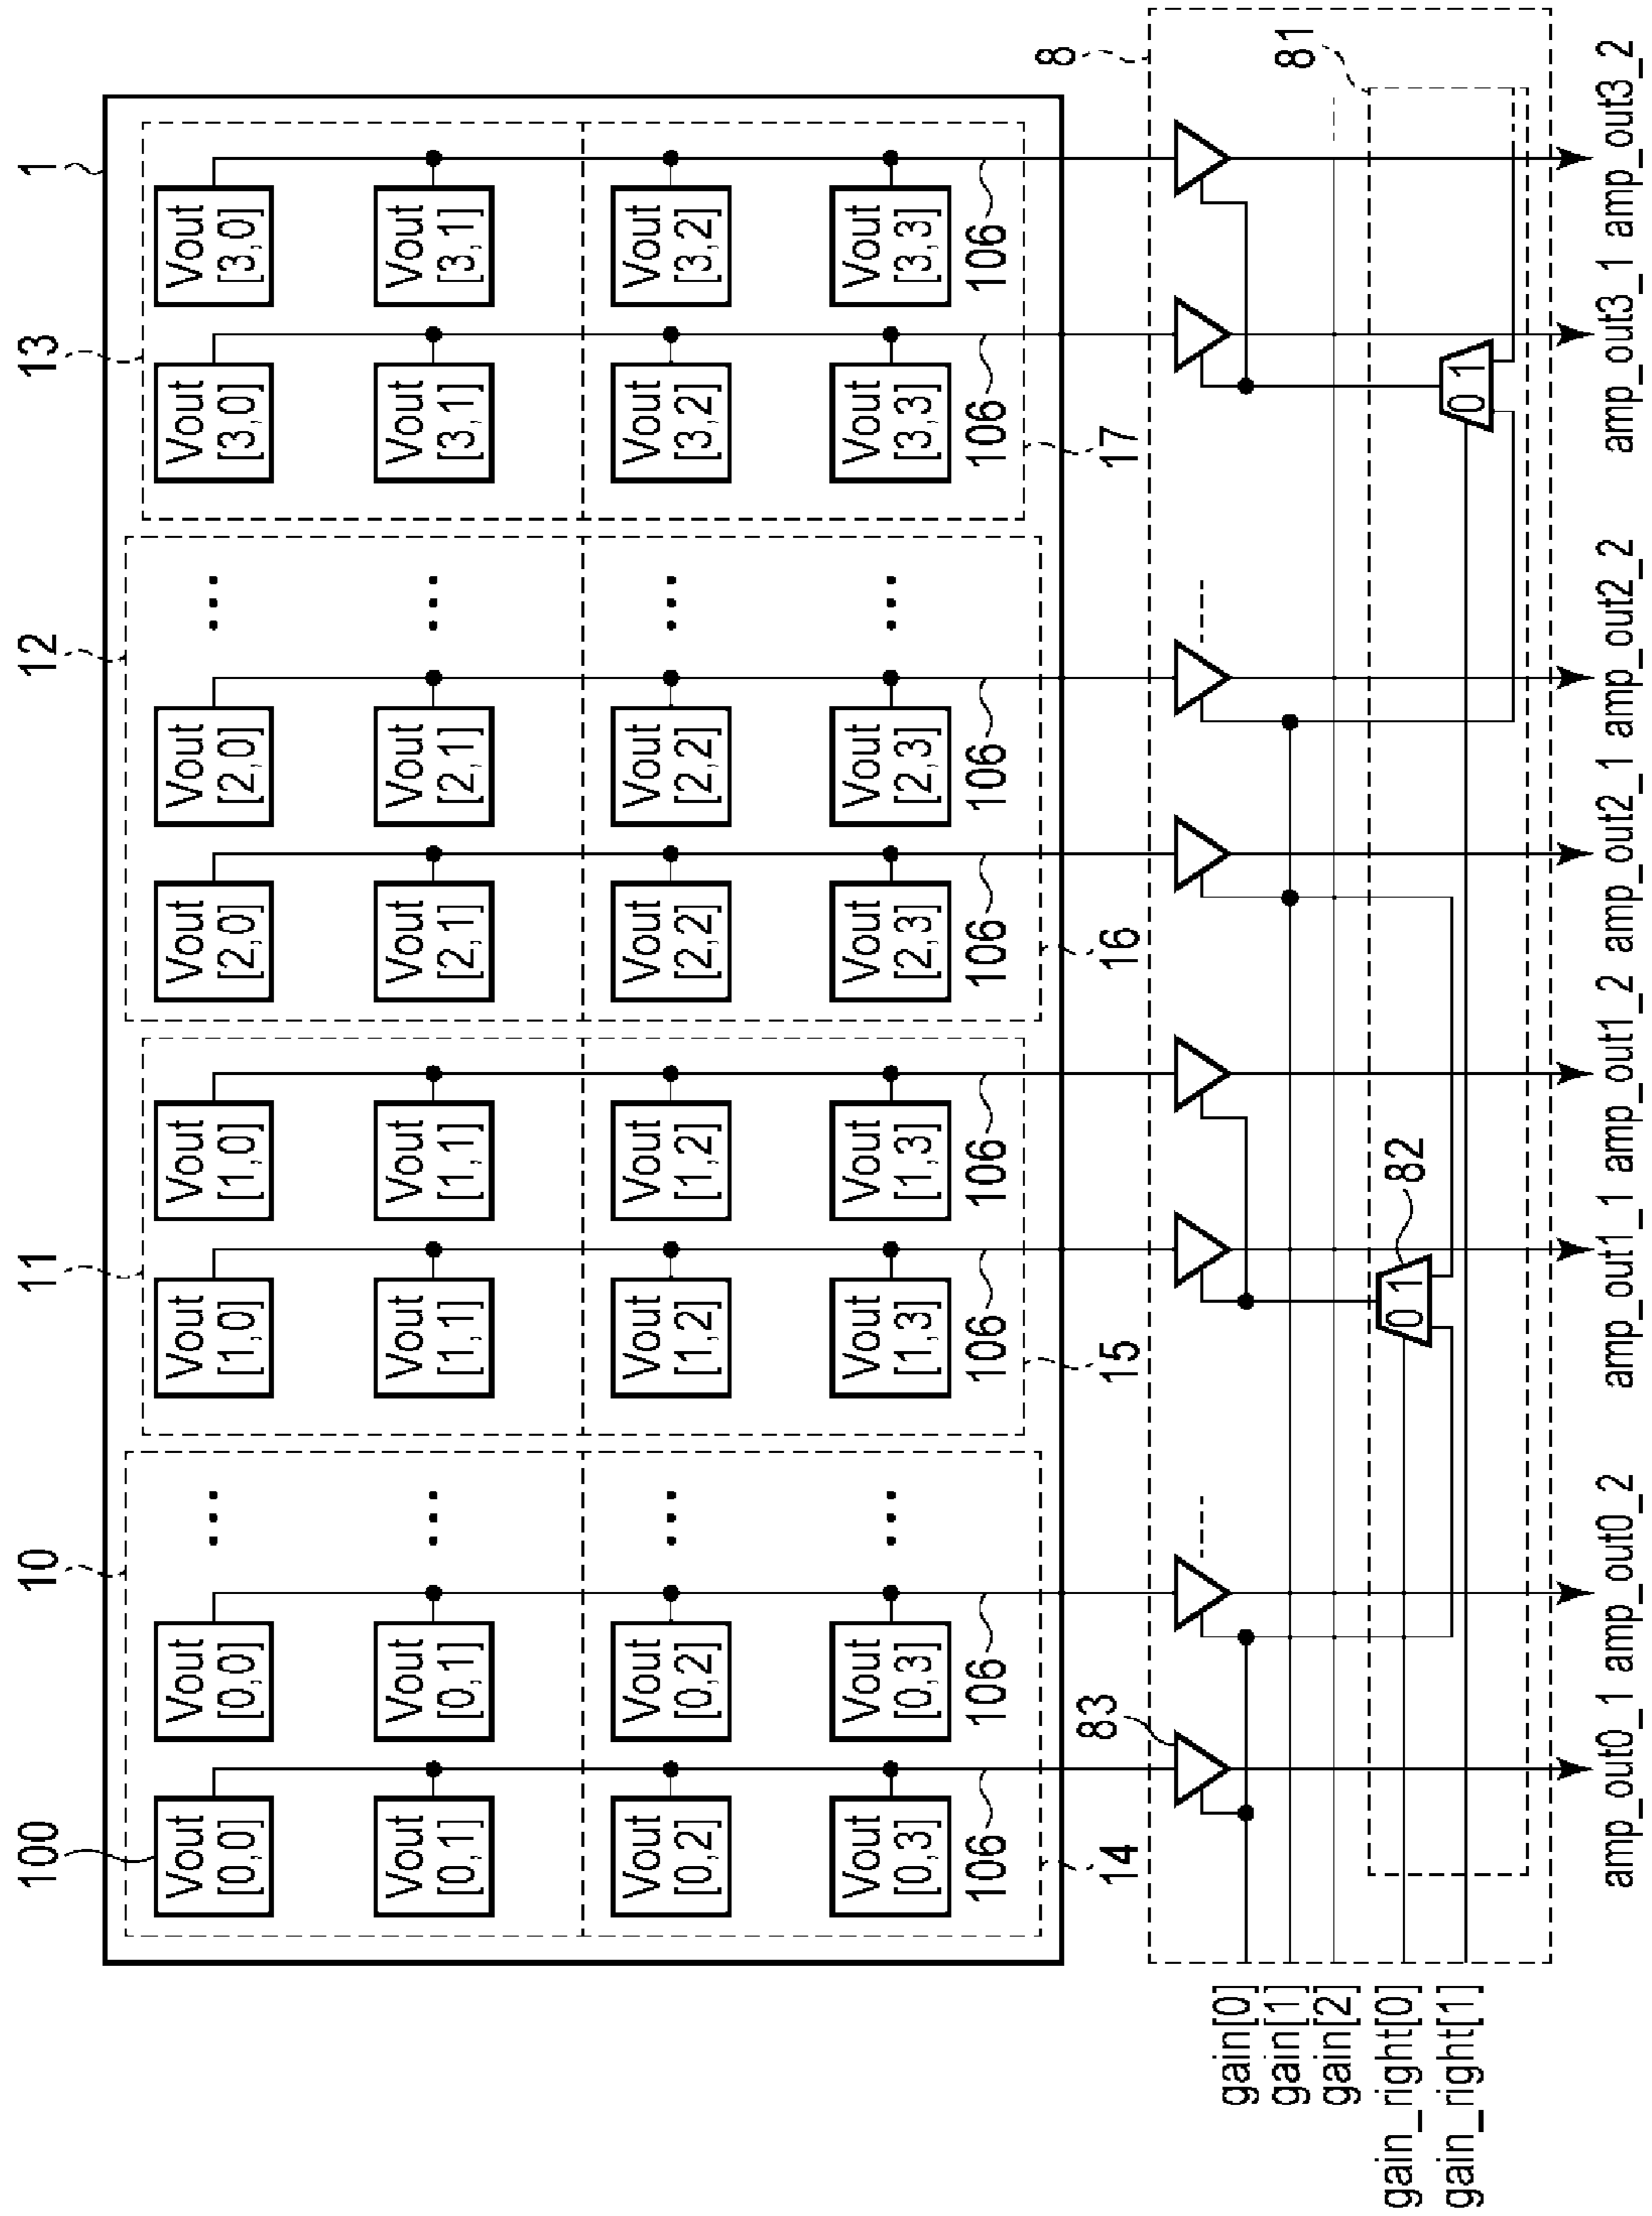 100 10 11 12 13 1
Vout Vout Vout Vout Vout Vout Vout Vout
[0,0] [0,0] ... [1,0] [1,0] [2,0] [2,0] ... [3,0] [3,0]
Vout Vout Vout Vout Vout Vout Vout Vout
[0,1] [0,1] ... [1,1] [1,1] [2,1] [2,1] ... [3,1] [3,1]
Vout Vout Vout Vout Vout Vout Vout Vout
[0,2] [0,2] ... [1,2] [1,2] [2,2] [2,2] ... [3,2] [3,2]
Vout Vout Vout Vout Vout Vout Vout Vout
[0,3] [0,3] ... [1,3] [1,3] [2,3] [2,3] ... [3,3] [3,3]
106 106 106 106 106 106 106 106
8
83
14 15 16 17
gain[0]
gain[1]
81
gain[2]
gain_right[0]
0 1
82
gain_right[1]
0 1
amp_out0_1 amp_out0_2 amp_out1_1 amp_out1_2 amp_out2_1 amp_out2_2 amp_out3_1 amp_out3_2